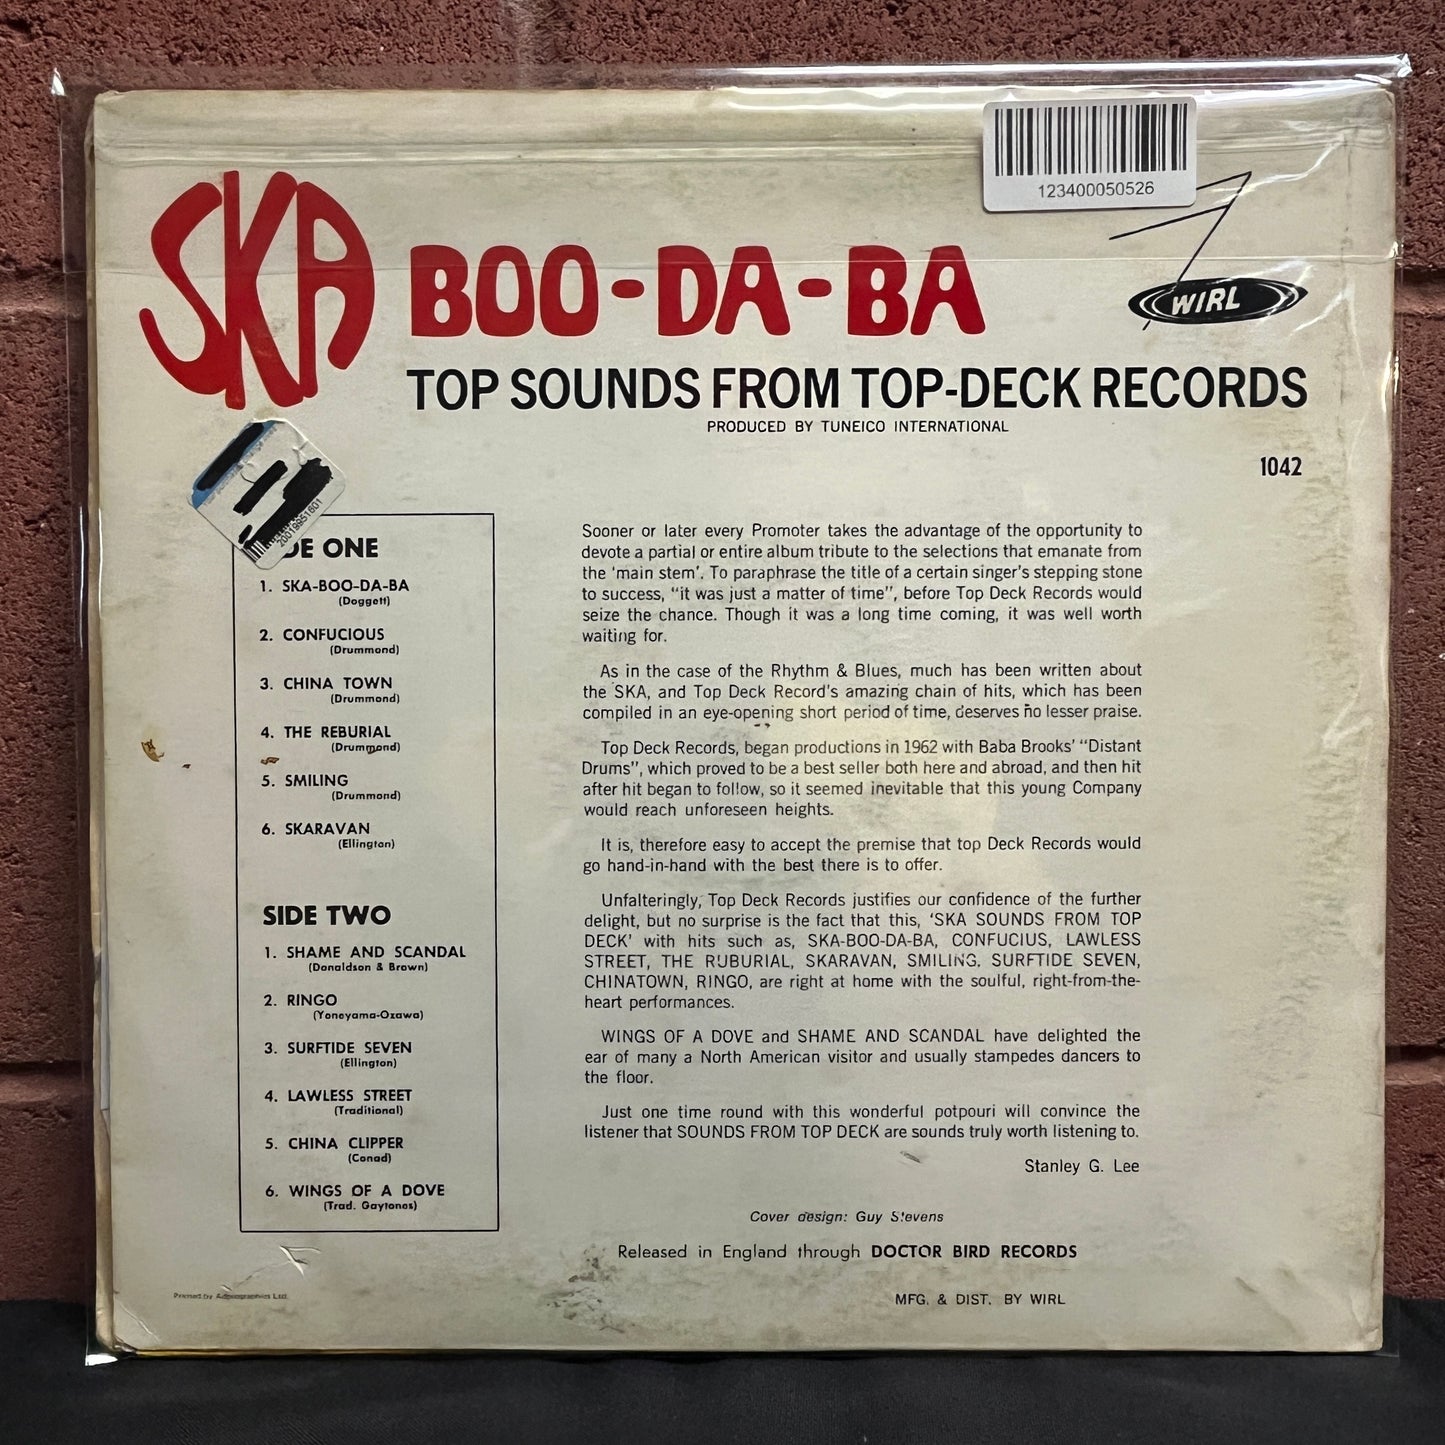 123400050526
SKA BOO-DA-BA
WIRL
TOP SOUNDS FROM TOP-DECK RECORDS
PRODUCED BY TUNEICO INTERNATIONAL
1042
20019951601
DE ONE
1. SKA-BOO-DA-BA
(Doggett)
2. CONFUCIOUS
(Drummond)
3. CHINA TOWN
(Drummond)
4. THE REBURIAL
(Drummond)
5. SMILING
(Drummond)
6. SKARAVAN
(Ellington)
SIDE TWO
1. SHAME AND SCANDAL
(Donaldson & Brown)
2. RINGO
(Yoneyama-Ozawa)
3. SURFTIDE SEVEN
(Ellington)
4. LAWLESS STREET
(Traditional)
5. CHINA CLIPPER
(Conad)
6. WINGS OF A DOVE
(Trad. Gaytones)
Sooner or later every Promoter takes the advantage of the opportunity to
devote a partial or entire album tribute to the selections that emanate from
the 'main stem'. To paraphrase the title of a certain singer's stepping stone
to success, "it was just a matter of time", before Top Deck Records would
seize the chance. Though it was a long time coming, it was well worth
waiting for.
As in the case of the Rhythm & Blues, much has been written about
the SKA, and Top Deck Record's amazing chain of hits, which has been
compiled in an eye-opening short period of time, deserves no lesser praise.
Top Deck Records, began productions in 1962 with Baba Brooks' "Distant
Drums", which proved to be a best seller both here and abroad, and then hit
after hit began to follow, so it seemed inevitable that this young Company
would reach unforeseen heights.
It is, therefore easy to accept the premise that top Deck Records would
go hand-in-hand with the best there is to offer.
Unfalteringly, Top Deck Records justifies our confidence of the further
delight, but no surprise is the fact that this, 'SKA SOUNDS FROM TOP
DECK' with hits such as, SKA-BOO-DA-BA, CONFUCIUS, LAWLESS
STREET, THE RUBURIAL, SKARAVAN, SMILING. SURFTIDE SEVEN,
CHINATOWN, RINGO, are right at home with the soulful, right-from-the-
heart performances.
WINGS OF A DOVE and SHAME AND SCANDAL have delighted the
ear of many a North American visitor and usually stampedes dancers to
the floor.
Just one time round with this wonderful potpouri will convince the
listener that SOUNDS FROM TOP DECK are sounds truly worth listening to.
Stanley G. Lee
Cover design: Guy Stevens
Released in England through DOCTOR BIRD RECORDS
MFG. & DIST. BY WIRL
Printed by Ltd.